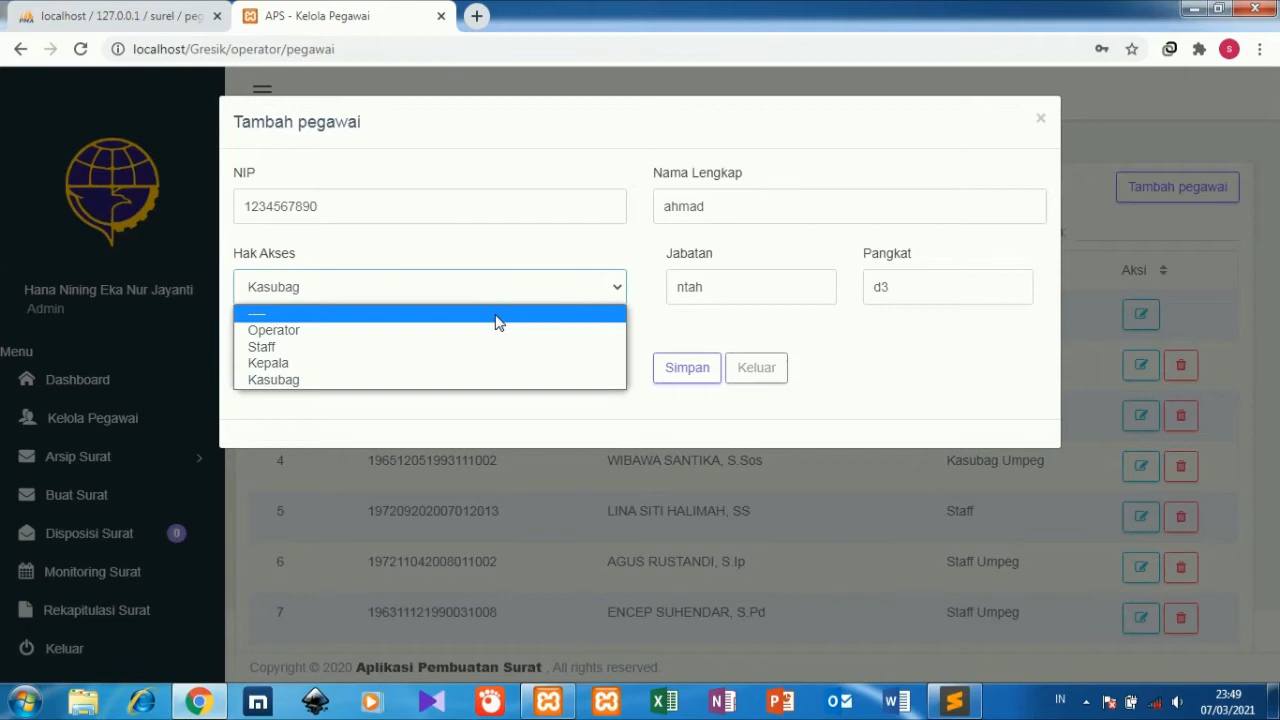 localhost / 127.0.0.1 / surel / peg
APS - Kelola Pegawai
localhost/Gresik/operator/pegawai
S
Tambah pegawai
NIP
Nama Lengkap
1234567890
ahmad
Hak Akses
Jabatan
Pangkat
Kasubag
ntah
d3
-----
Operator
Staff
Kepala
Kasubag
Simpan
Keluar
Tambah pegawai
Aksi
Hana Nining Eka Nur Jayanti
Admin
Menu
Dashboard
Kelola Pegawai
Arsip Surat
Buat Surat
Disposisi Surat 0
Monitoring Surat
Rekapitulasi Surat
Keluar
4 196512051993111002 WIBAWA SANTIKA, S.Sos Kasubag Umpeg
5 197209202007012013 LINA SITI HALIMAH, SS Staff
6 197211042008011002 AGUS RUSTANDI, S.Ip Staff Umpeg
7 196311121990031008 ENCEP SUHENDAR, S.Pd Staff Umpeg
Copyright © 2020 Aplikasi Pembuatan Surat , All rights reserved.
IN
23:49
07/03/2021